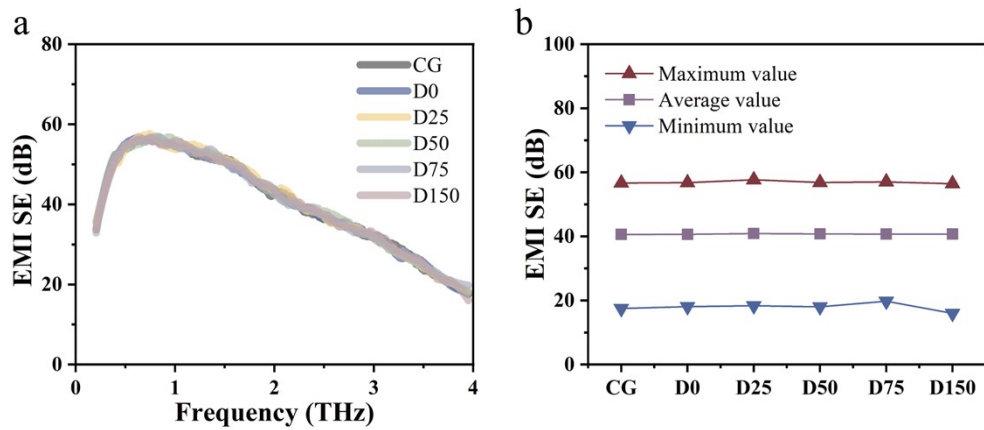 a
80
60
40
20
0
EMI SE (dB)
CG
D0
D25
D50
D75
D150
0 1 2 3 4
Frequency (THz)
b
100
80
60
40
20
0
EMI SE (dB)
Maximum value
Average value
Minimum value
CG D0 D25 D50 D75 D150